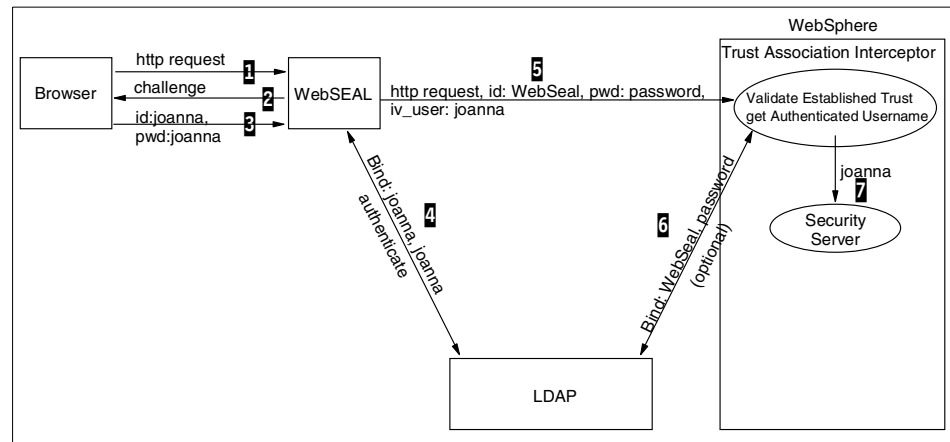 WebSphere
Trust Association Interceptor
http request
1
5
Browser
challenge
2
WebSEAL
http request, id: WebSeal, pwd: password,
iv_user: joanna
Validate Established Trust
get Authenticated Username
id:joanna,
pwd:joanna
3
Bind: joanna, joanna
authenticate
4
6
Bind: WebSeal, password
(optional)
joanna
7
Security
Server
LDAP